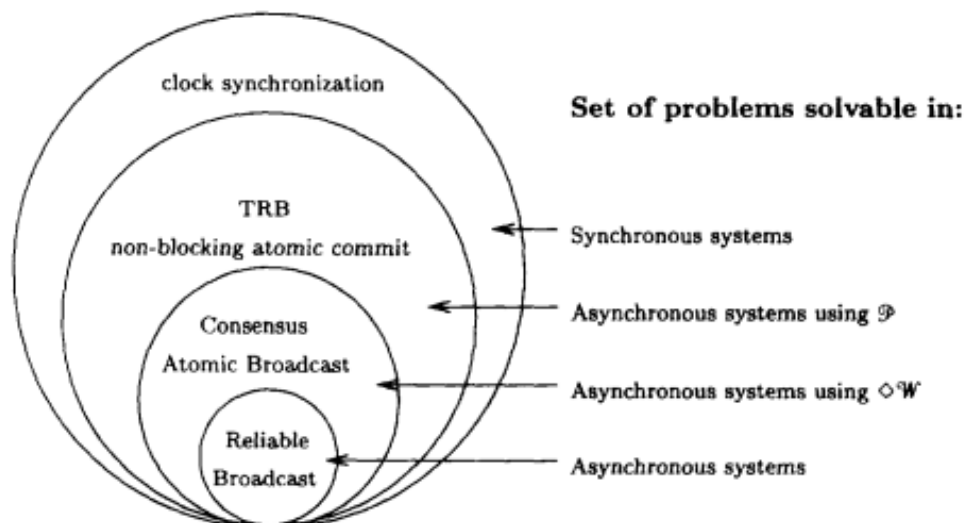 clock synchronization
Set of problems solvable in:
TRB
non-blocking atomic commit
Synchronous systems
Asynchronous systems using 𝒫
Consensus
Atomic Broadcast
Asynchronous systems using ◇𝒲
Reliable
Broadcast
Asynchronous systems